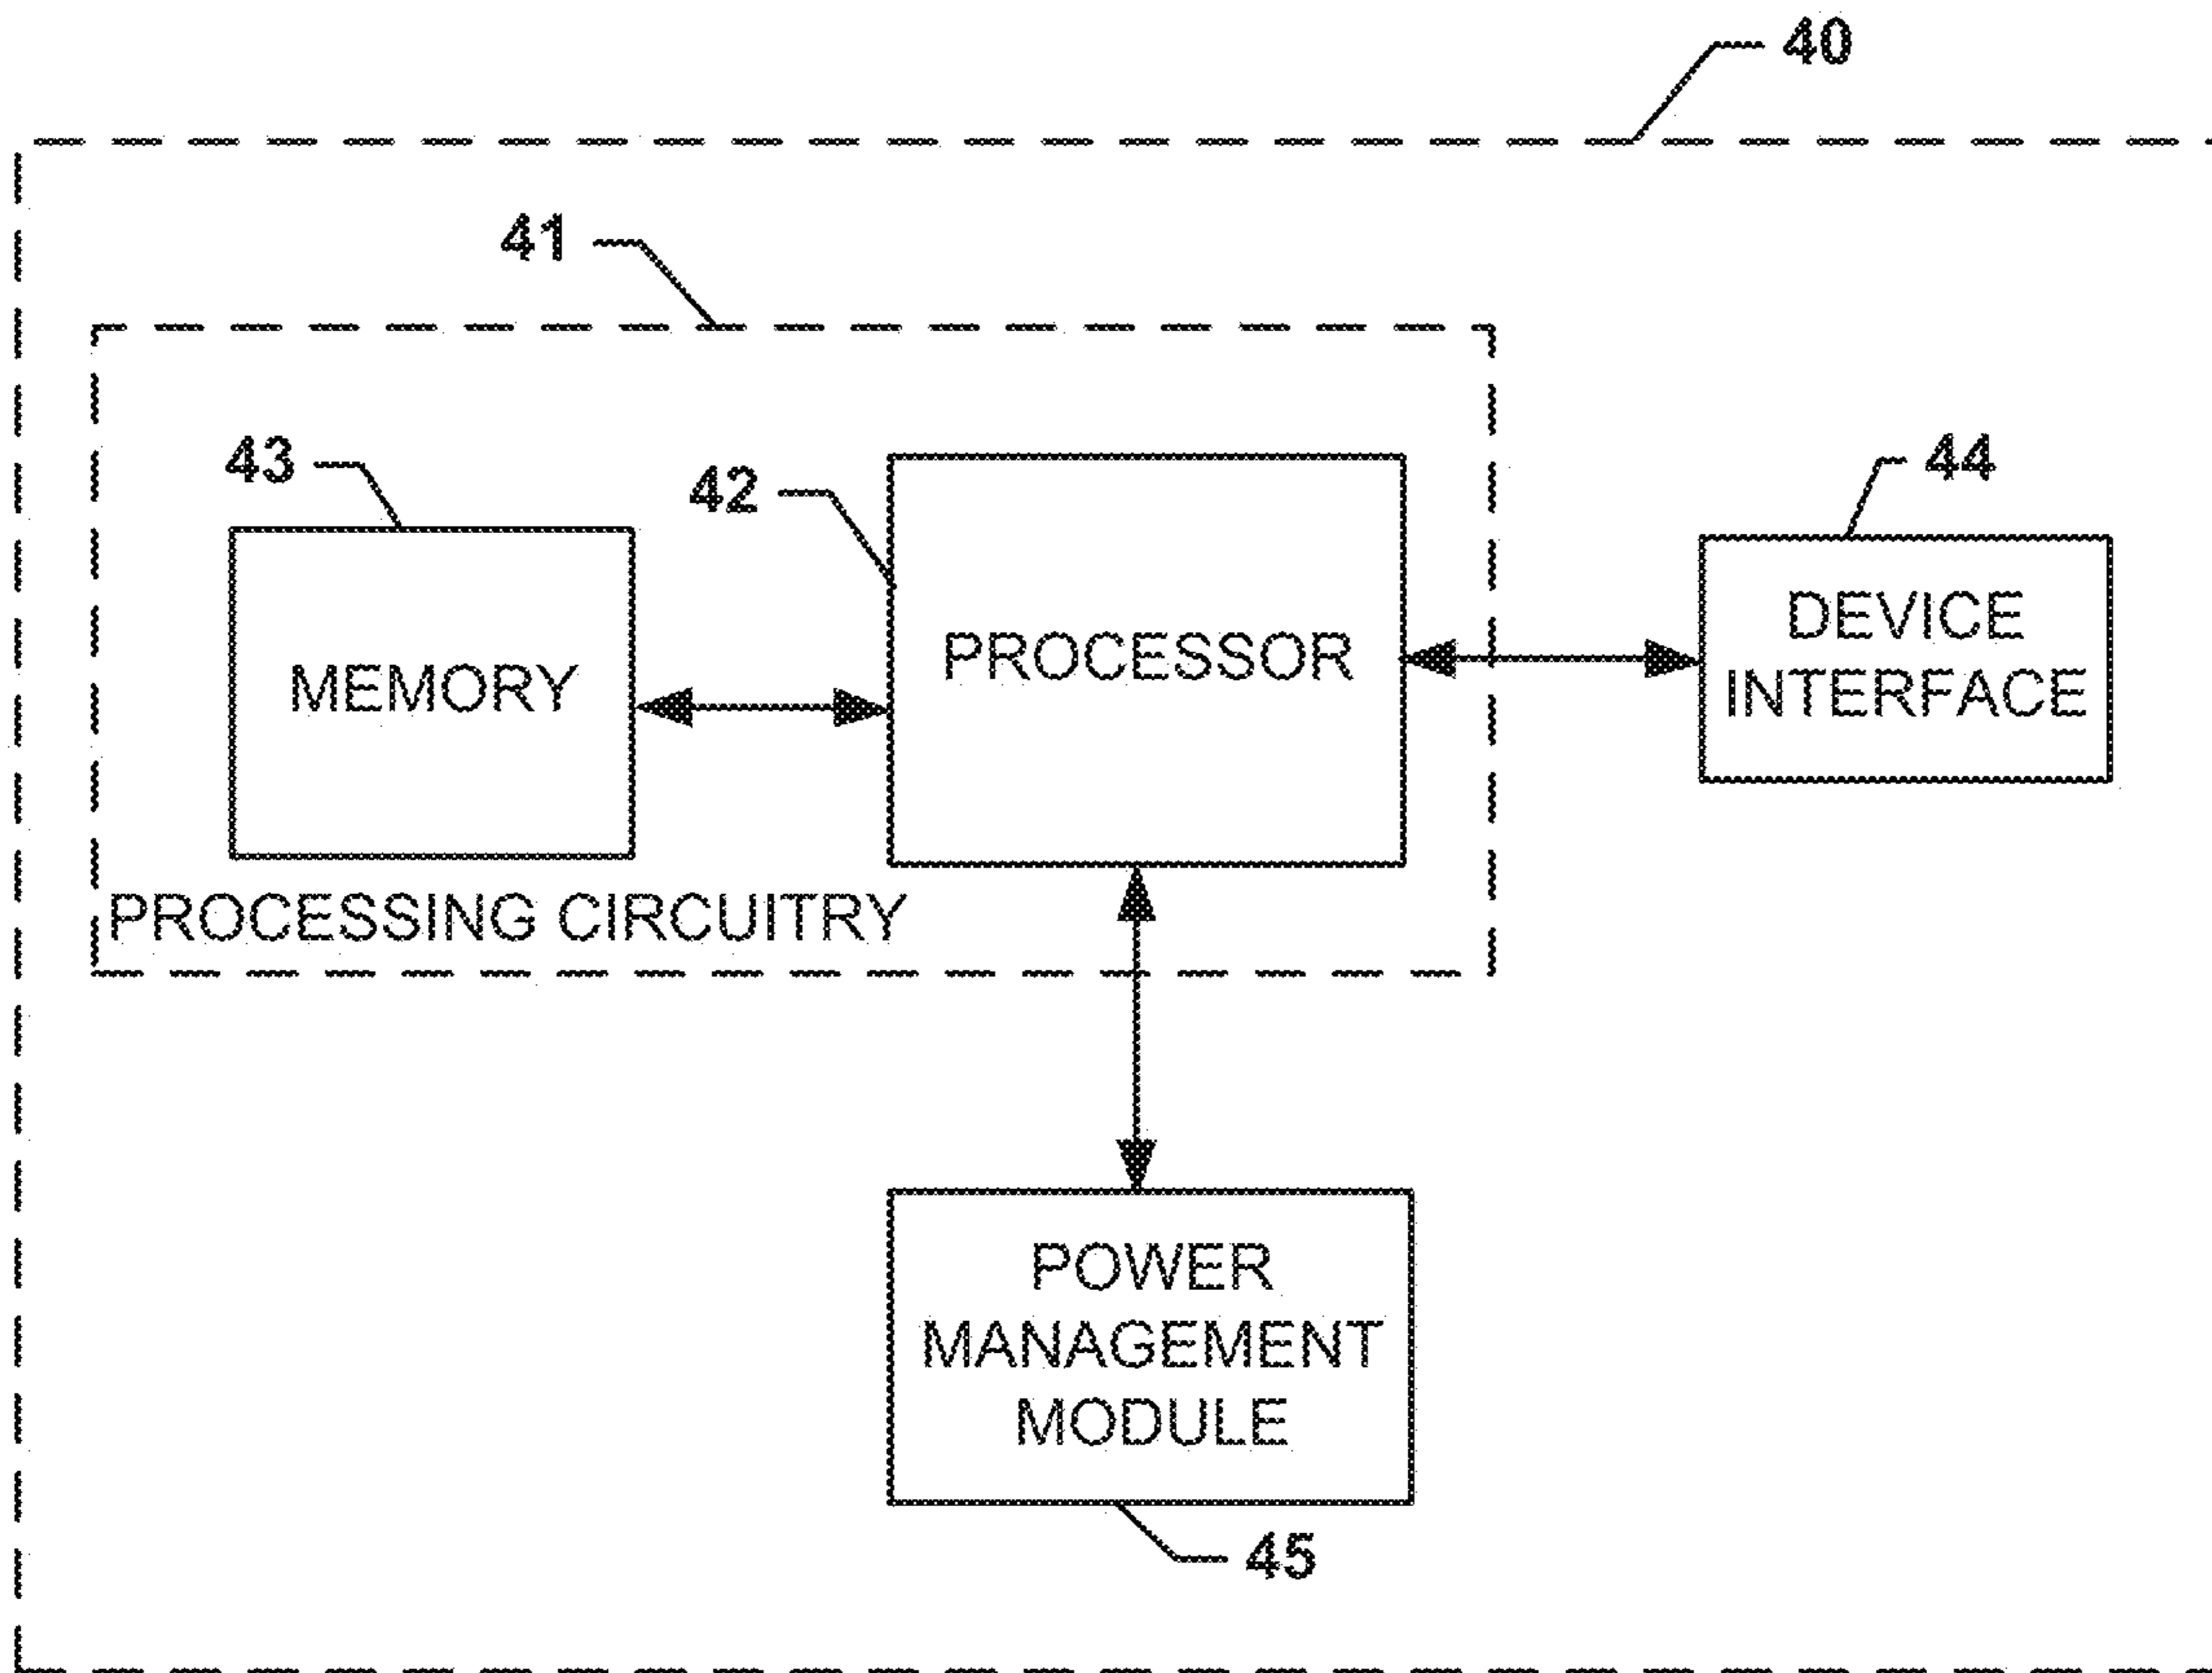 40
41
43
42
44
MEMORY
PROCESSOR
DEVICE
INTERFACE
PROCESSING CIRCUITRY
POWER
MANAGEMENT
MODULE
45